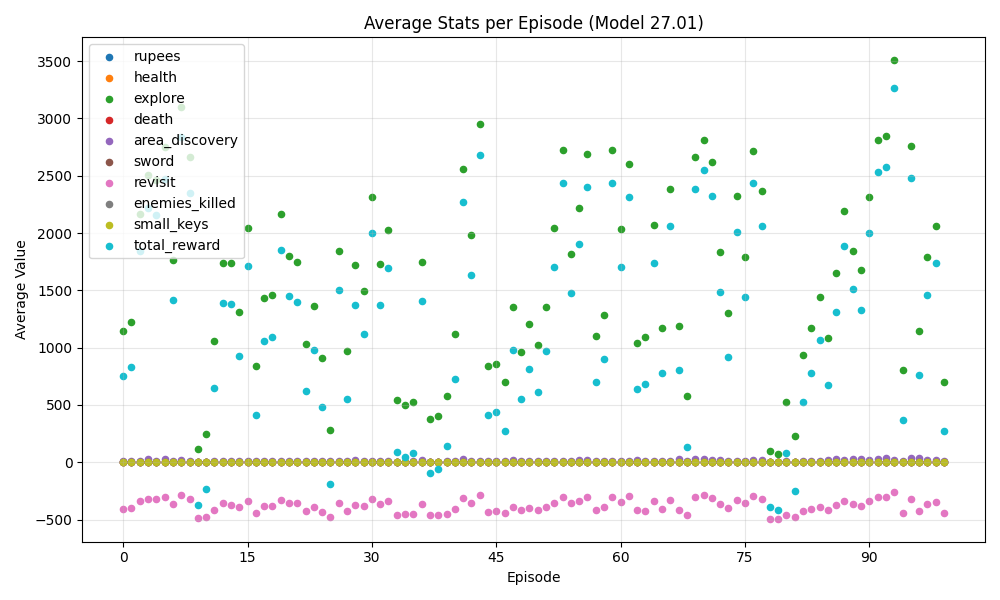 Average Stats per Episode (Model 27.01)
rupees
health
explore
death
area_discovery
sword
revisit
enemies_killed
small_keys
total_reward
3500
3000
2500
2000
1500
1000
500
0
−500
Average Value
0 15 30 45 60 75 90
Episode